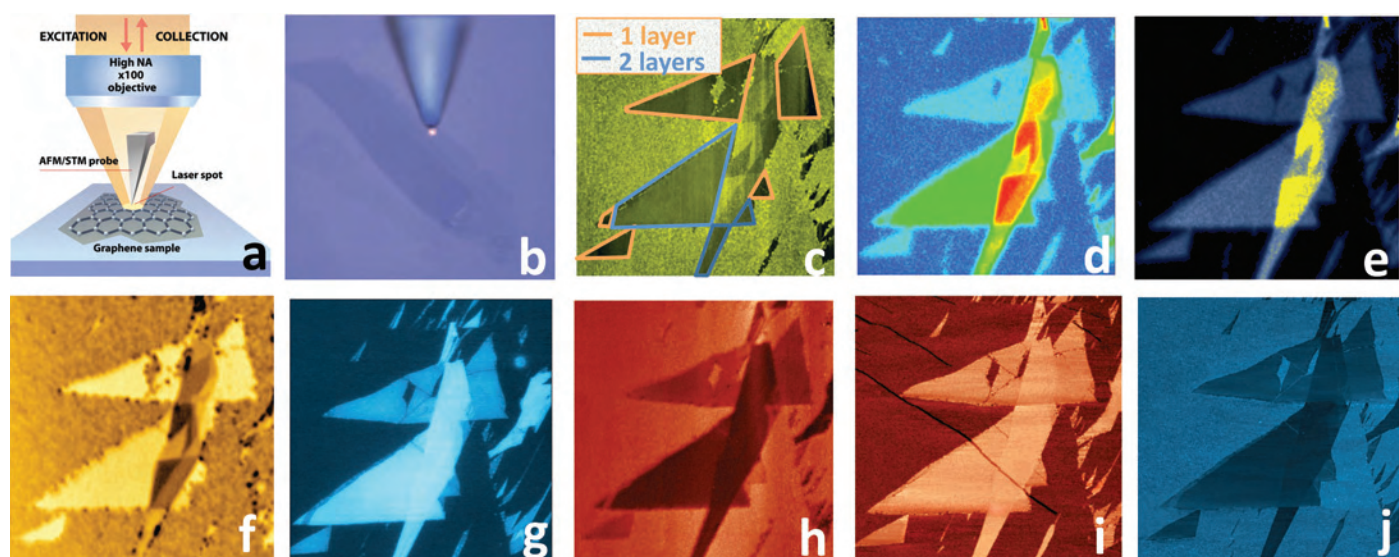 EXCITATION COLLECTION
High NA
x100
objective
AFM/STM probe
Laser spot
Graphene sample
a
b
1 layer
2 layers
c
d
e
f
g
h
i
j